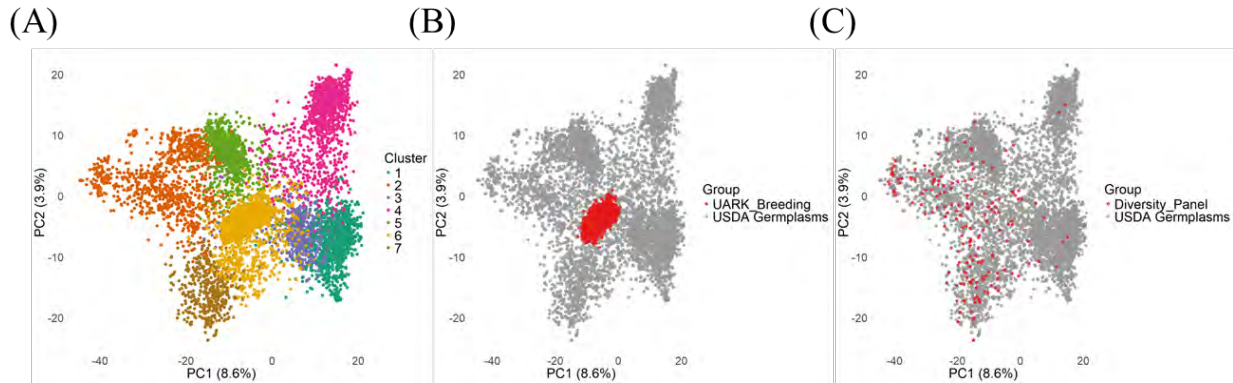 (A)
(B)
(C)
20
10
0
-10
-20
PC2 (3.9%)
-40
-20
0
20
PC1 (8.6%)
Cluster
1
2
3
4
5
6
7
20
10
0
-10
-20
PC2 (3.9%)
-40
-20
0
20
PC1 (8.6%)
Group
UARK_Breeding
USDA Germplasms
20
10
0
-10
-20
PC2 (3.9%)
-40
-20
0
20
PC1 (8.6%)
Group
Diversity_Panel
USDA Germplasms